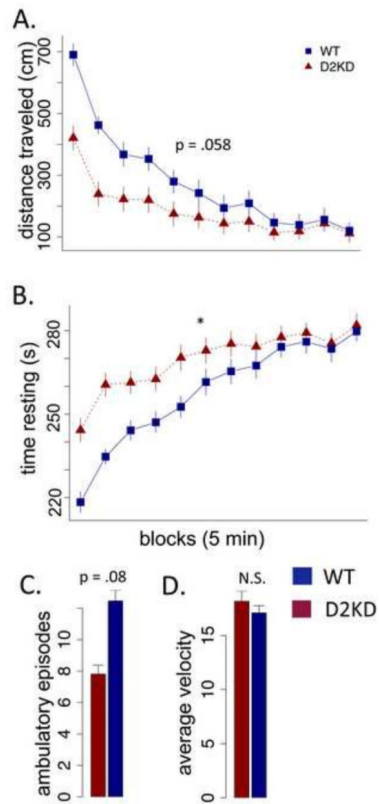 A.
WT
D2KD
distance traveled (cm)
700
500
300
100
p = .058
B.
time resting (s)
280
250
220
*
blocks (5 min)
C.
p = .08
D.
N.S.
WT
D2KD
ambulatory episodes
12
8
6
4
2
0
average velocity
15
10
5
0